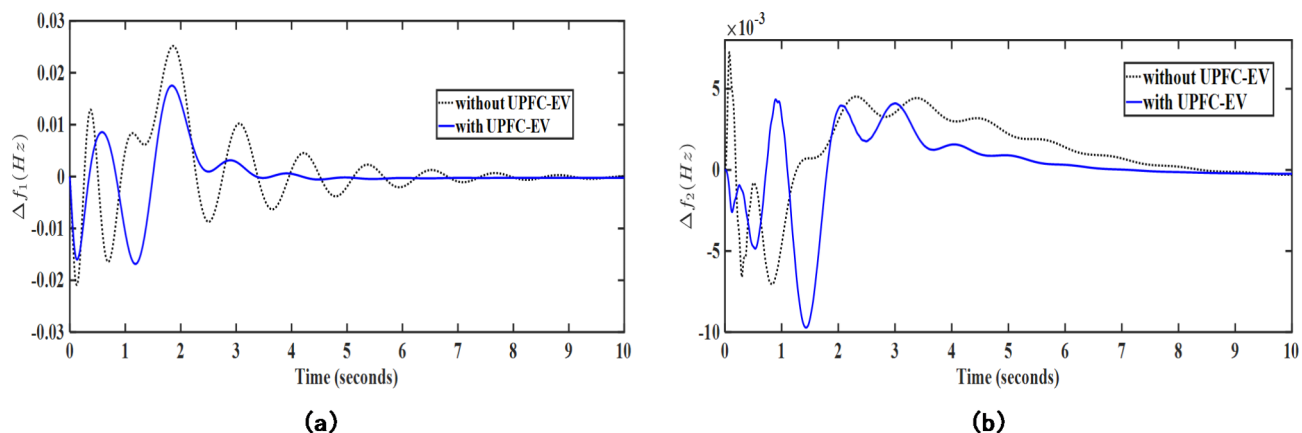 0.03
0.02
0.01
0
-0.01
-0.02
-0.03
Δf₁(Hz)
without UPFC-EV
with UPFC-EV
0 1 2 3 4 5 6 7 8 9 10
Time (seconds)
(a)
×10⁻³
5
0
-5
-10
Δf₂(Hz)
without UPFC-EV
with UPFC-EV
0 1 2 3 4 5 6 7 8 9 10
Time (seconds)
(b)